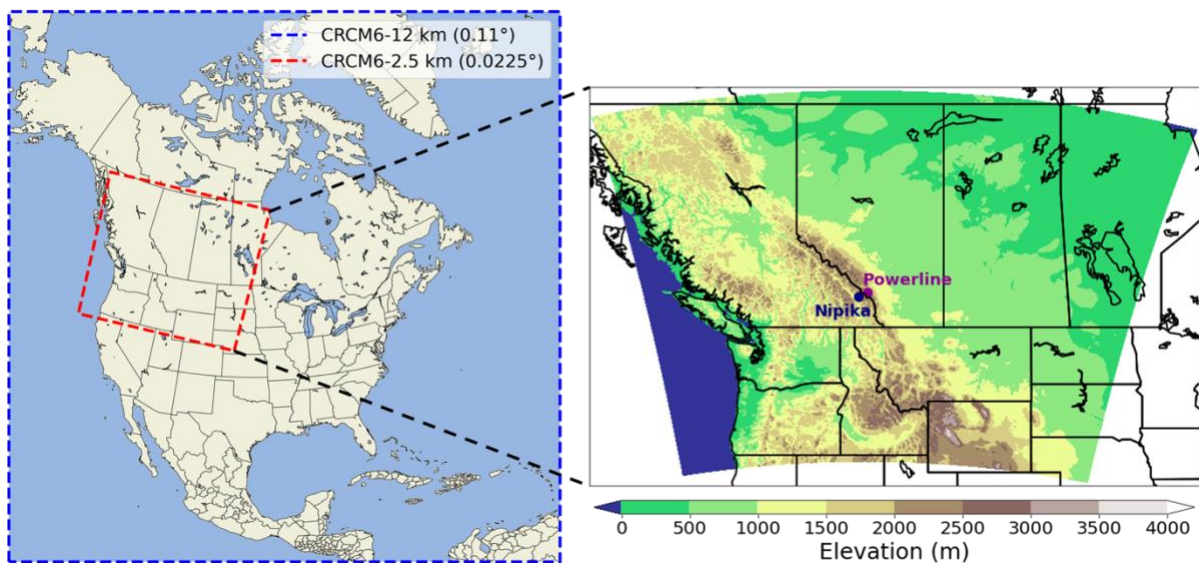 CRCM6-12 km (0.11°)
CRCM6-2.5 km (0.0225°)
Powerline
Nipika
0 500 1000 1500 2000 2500 3000 3500 4000
Elevation (m)